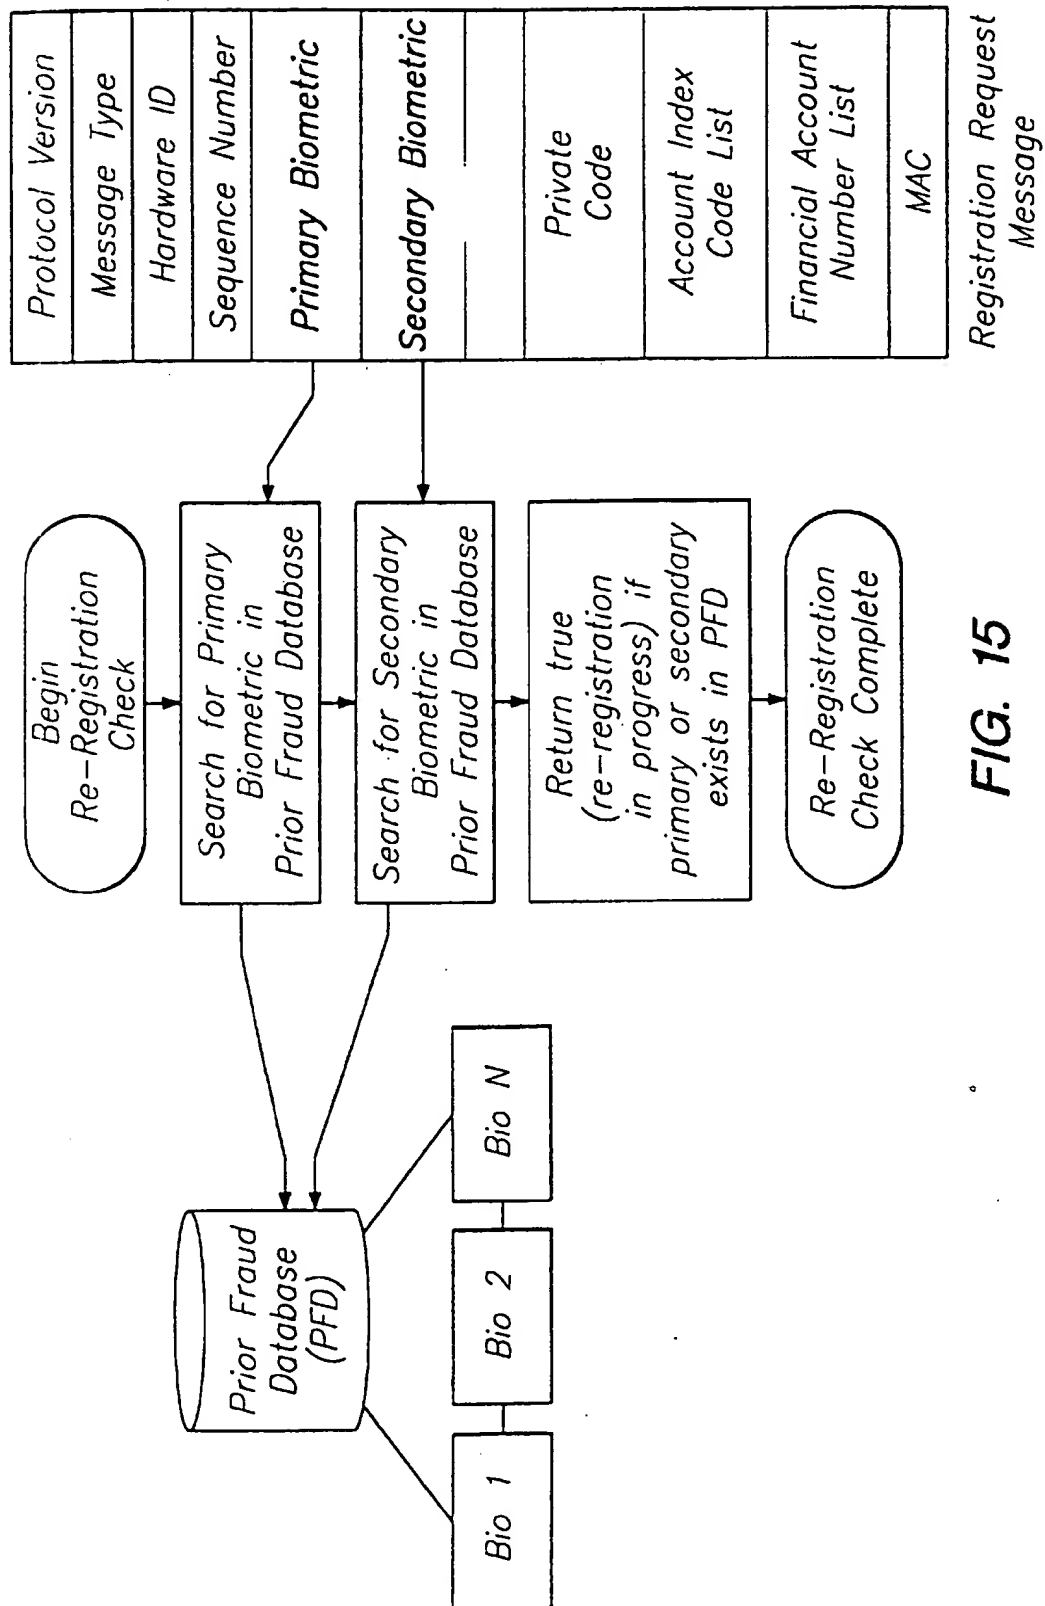 Prior Fraud
Database
(PFD)
Bio 1
Bio 2
Bio N
Begin
Re-Registration
Check
Search for Primary
Biometric in
Prior Fraud Database
Search for Secondary
Biometric in
Prior Fraud Database
Return true
(re-registration
in progress) if
primary or secondary
exists in PFD
Re-Registration
Check Complete
Protocol Version
Message Type
Hardware ID
Sequence Number
Primary Biometric
Secondary Biometric
Private
Code
Account Index
Code List
Financial Account
Number List
MAC
Registration Request
Message
FIG. 15